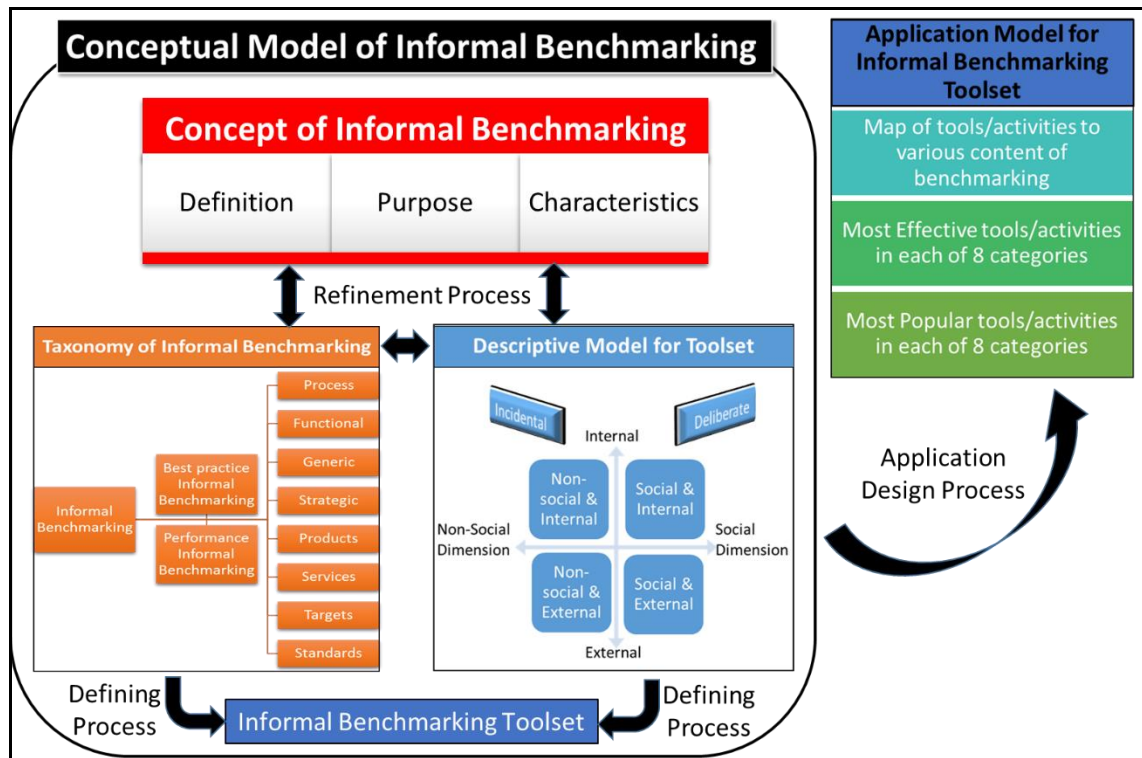 Conceptual Model of Informal Benchmarking
Concept of Informal Benchmarking
Definition
Purpose
Characteristics
Refinement Process
Taxonomy of Informal Benchmarking
Informal
Benchmarking
Best practice
Informal
Benchmarking
Performance
Informal
Benchmarking
Process
Functional
Generic
Strategic
Products
Services
Targets
Standards
Descriptive Model for Toolset
Incidental
Deliberate
Internal
Non-
social &
Internal
Social &
Internal
Non-Social
Dimension
Social
Dimension
Non-
social &
External
Social &
External
External
Defining
Process
Informal Benchmarking Toolset
Defining
Process
Application Model for
Informal Benchmarking
Toolset
Map of tools/activities to
various content of
benchmarking
Most Effective tools/activities
in each of 8 categories
Most Popular tools/activities
in each of 8 categories
Application
Design Process